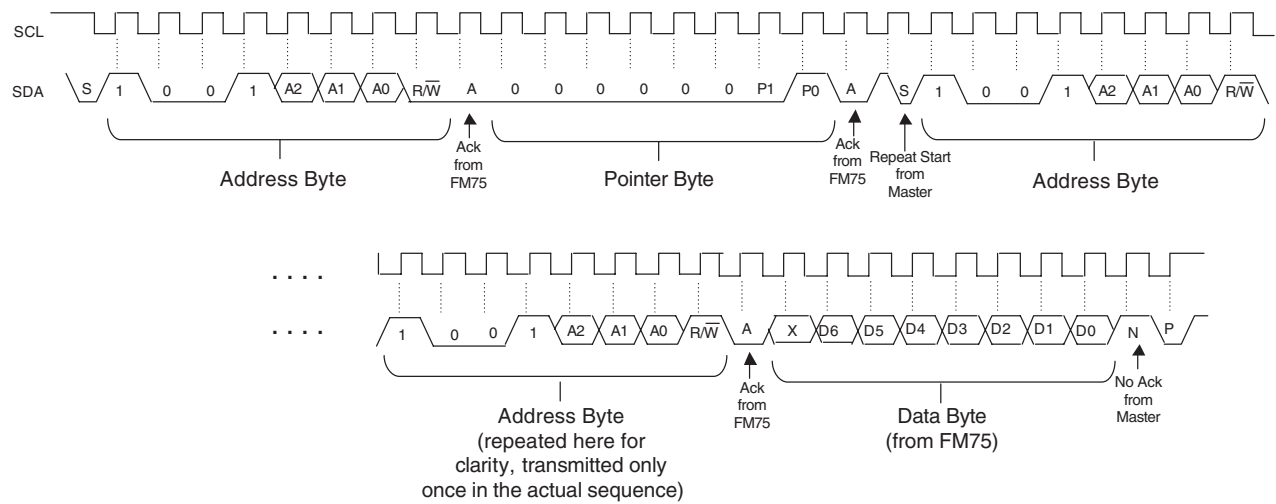 SCL
SDA S 1 0 0 1 A2 A1 A0 R/W̅ A 0 0 0 0 0 0 P1 P0 A S 1 0 0 1 A2 A1 A0 R/W̅
Ack
from
FM75
Ack
from
FM75
Repeat Start
from
Master
Address Byte
Pointer Byte
Address Byte
. . . .
. . . . 1 0 0 1 A2 A1 A0 R/W̅ A X D6 D5 D4 D3 D2 D1 D0 N P
Ack
from
FM75
No Ack
from
Master
Address Byte
(repeated here for
clarity, transmitted only
once in the actual sequence)
Data Byte
(from FM75)